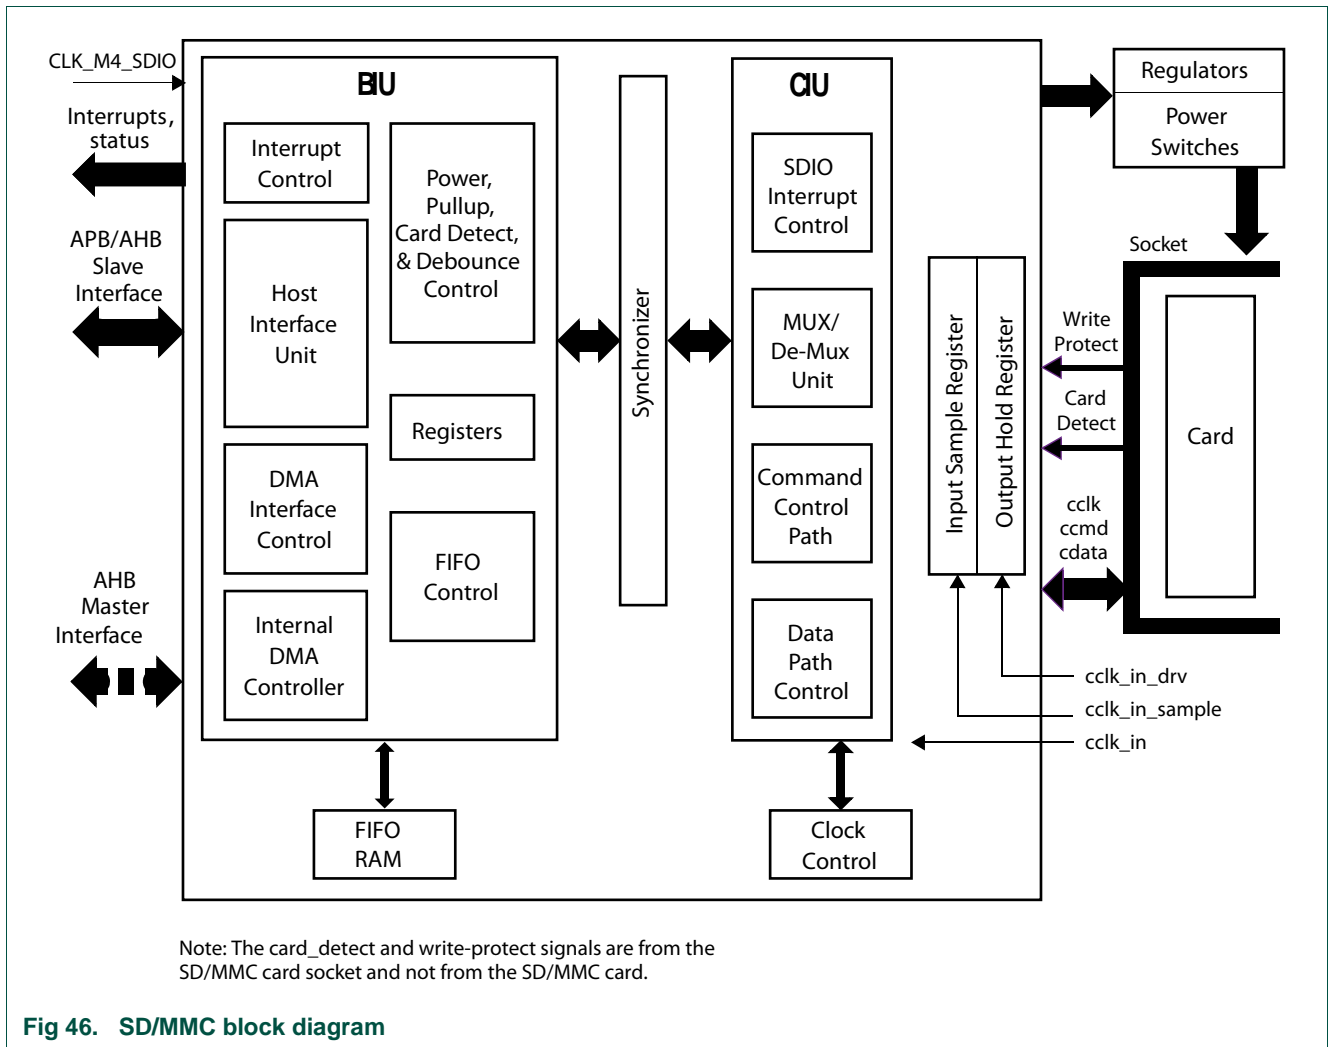 CLK_M4_SDIO
Interrupts,
status
APB/AHB
Slave
Interface
AHB
Master
Interface
BIU
Interrupt
Control
Host
Interface
Unit
DMA
Interface
Control
Internal
DMA
Controller
Power,
Pullup,
Card Detect,
& Debounce
Control
Registers
FIFO
Control
FIFO
RAM
Synchronizer
CIU
SDIO
Interrupt
Control
MUX/
De-Mux
Unit
Command
Control
Path
Data
Path
Control
Clock
Control
Input Sample Register
Output Hold Register
Regulators
Power
Switches
Socket
Write
Protect
Card
Detect
cclk
ccmd
cdata
Card
cclk_in_drv
cclk_in_sample
cclk_in
Note: The card_detect and write-protect signals are from the
SD/MMC card socket and not from the SD/MMC card.
Fig 46. SD/MMC block diagram